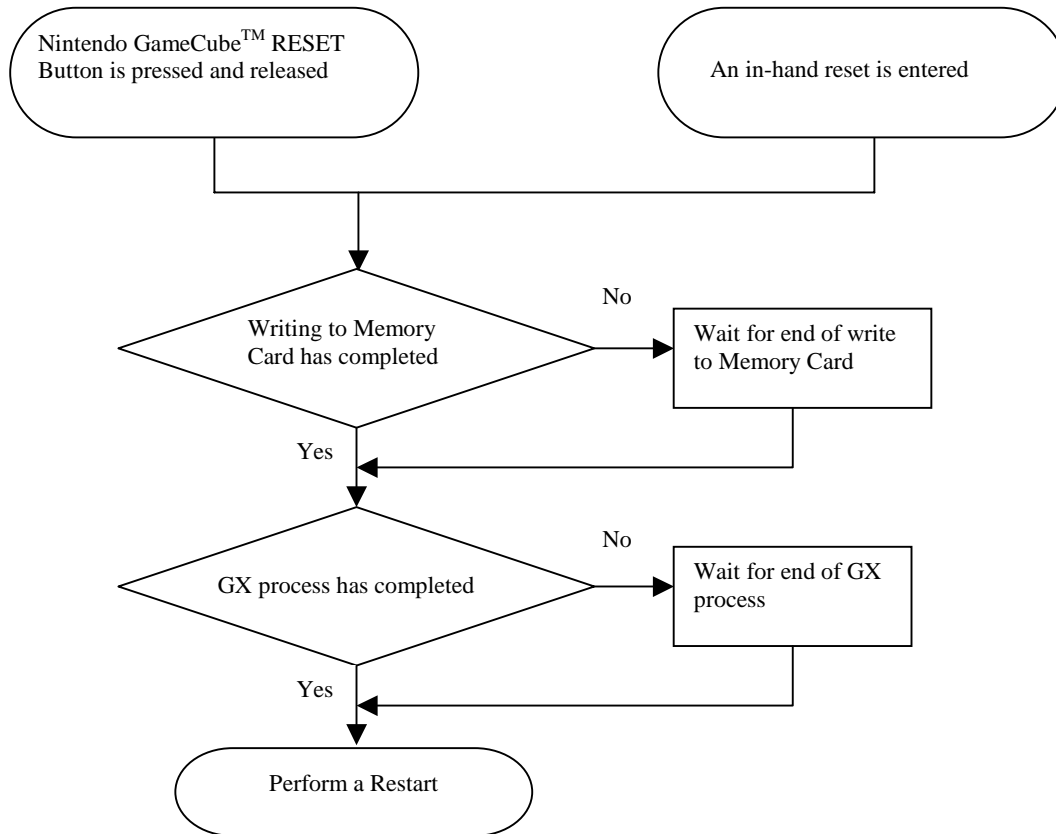 Nintendo GameCube™ RESET
Button is pressed and released
An in-hand reset is entered
Writing to Memory
Card has completed
No
Wait for end of write
to Memory Card
Yes
GX process has completed
No
Wait for end of GX
process
Yes
Perform a Restart